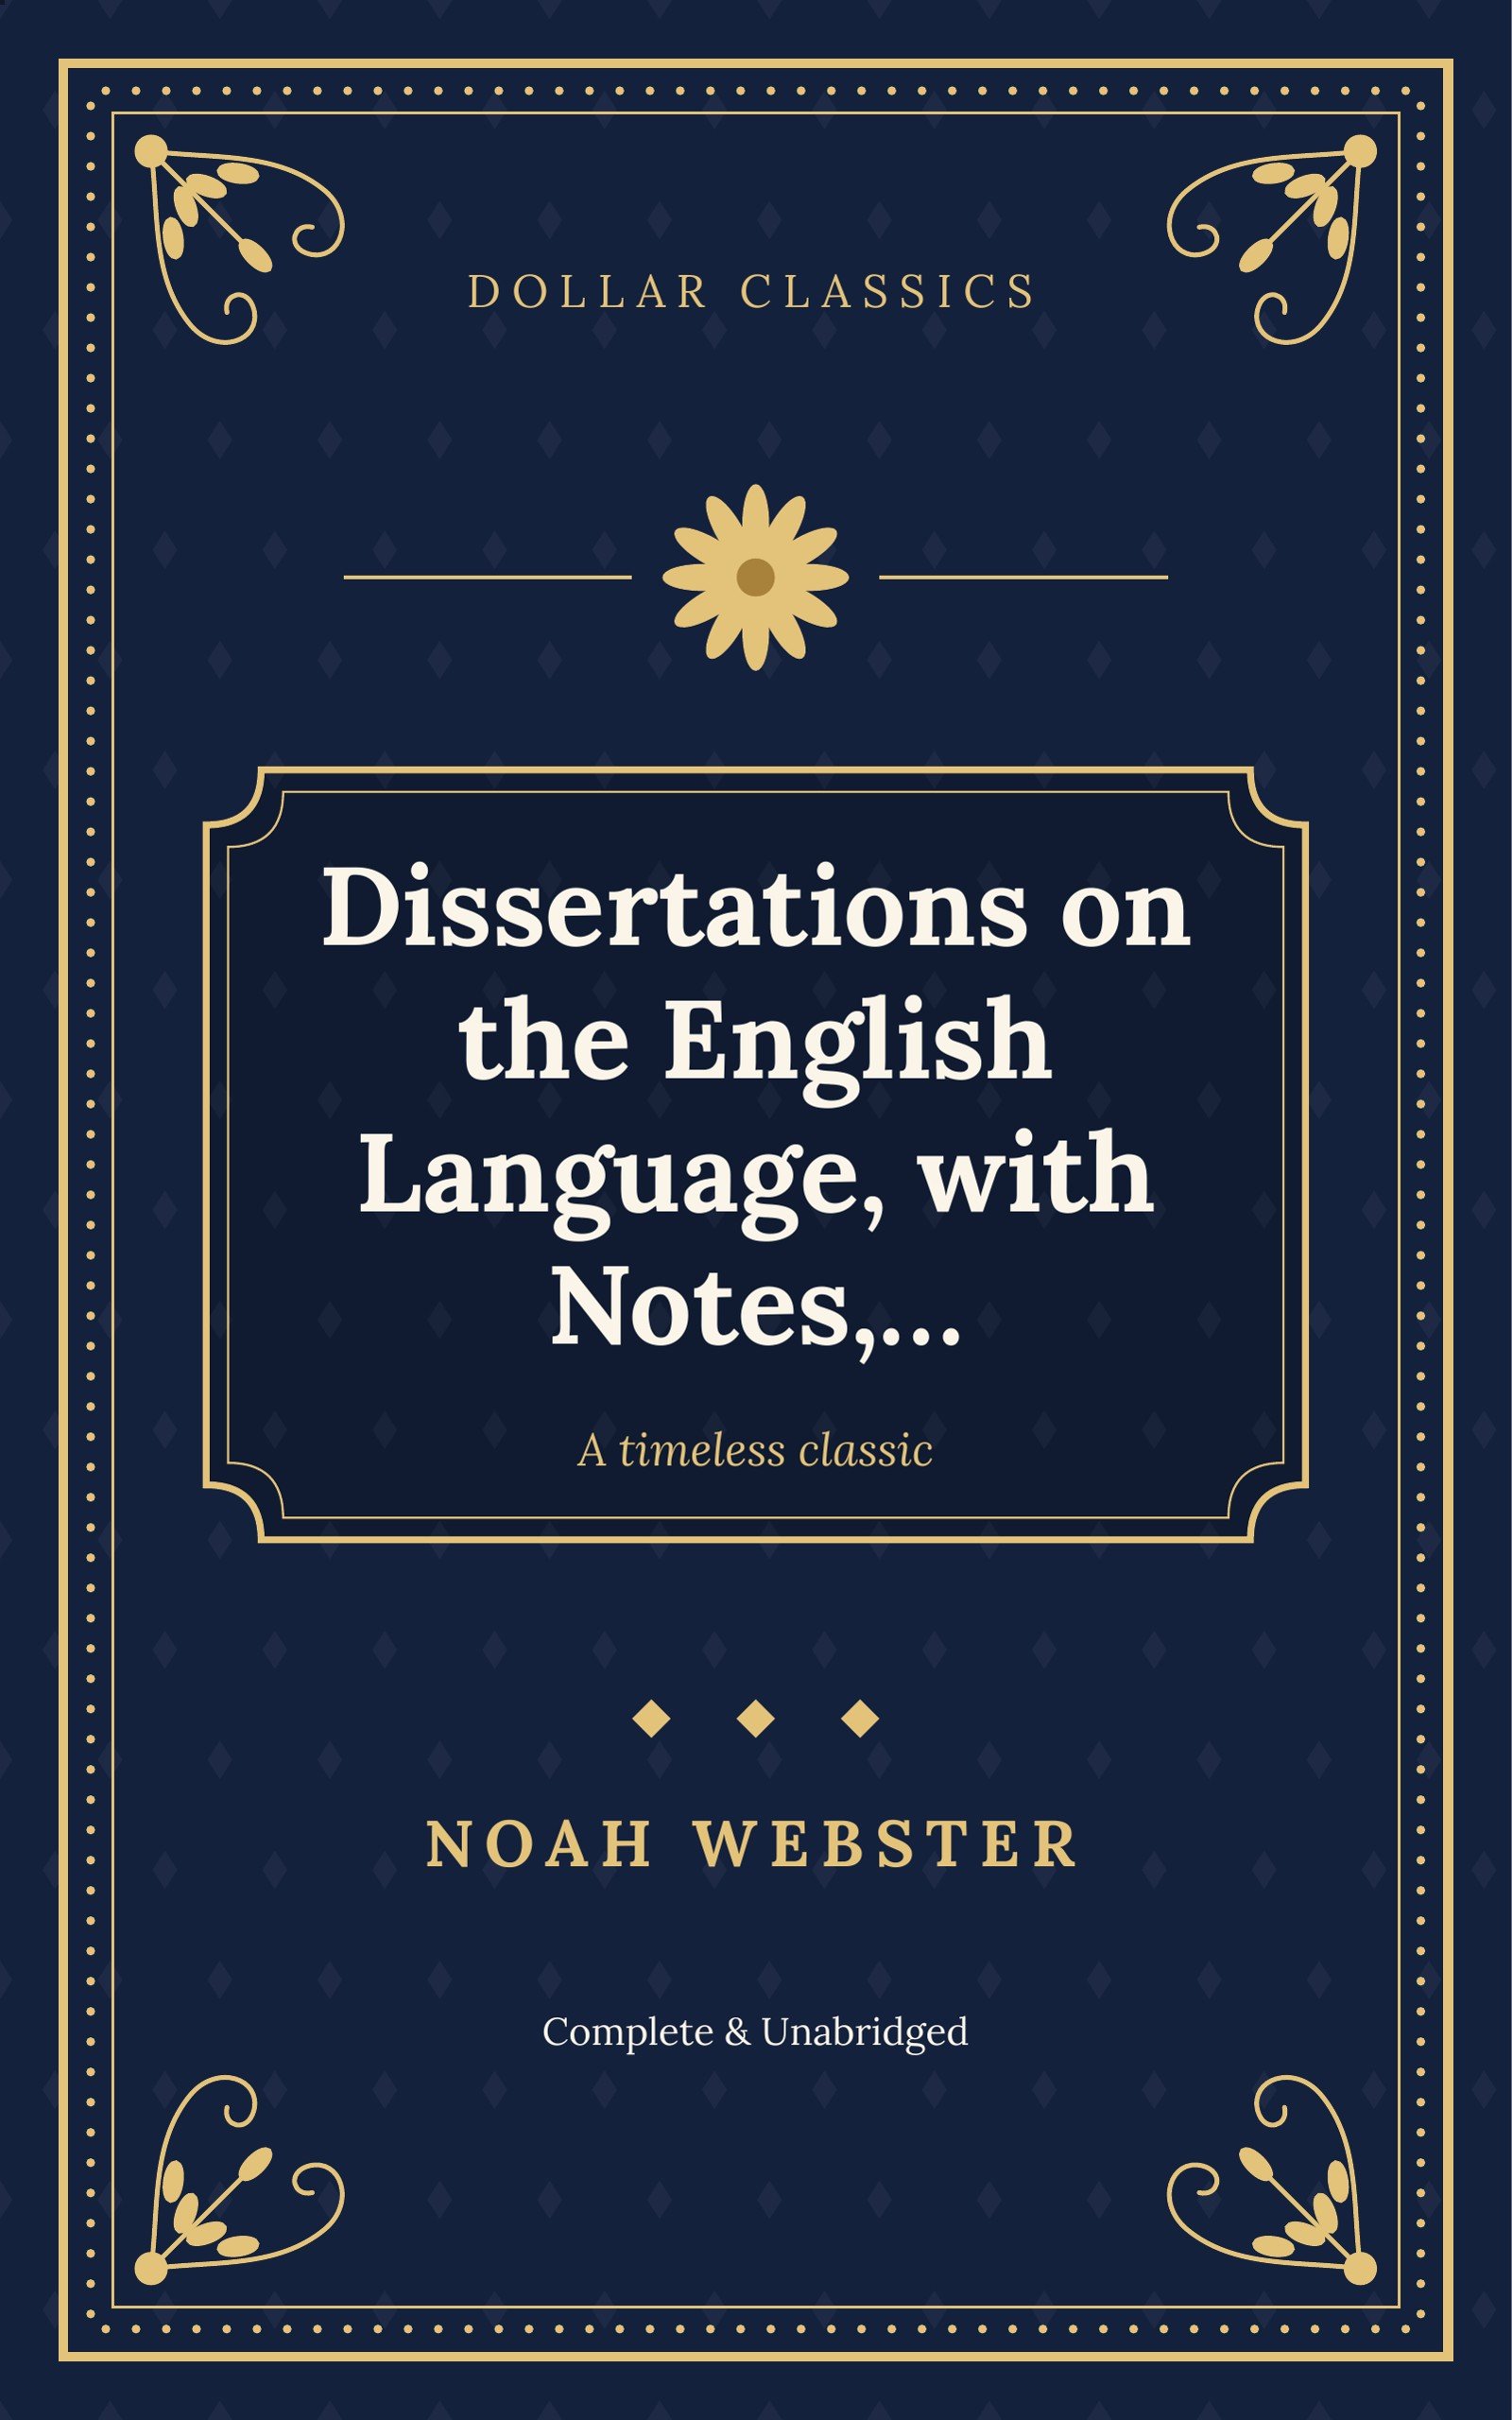 DOLLAR CLASSICS
Dissertations on
the English
Language, with
Notes,...
A timeless classic
NOAH WEBSTER
Complete & Unabridged